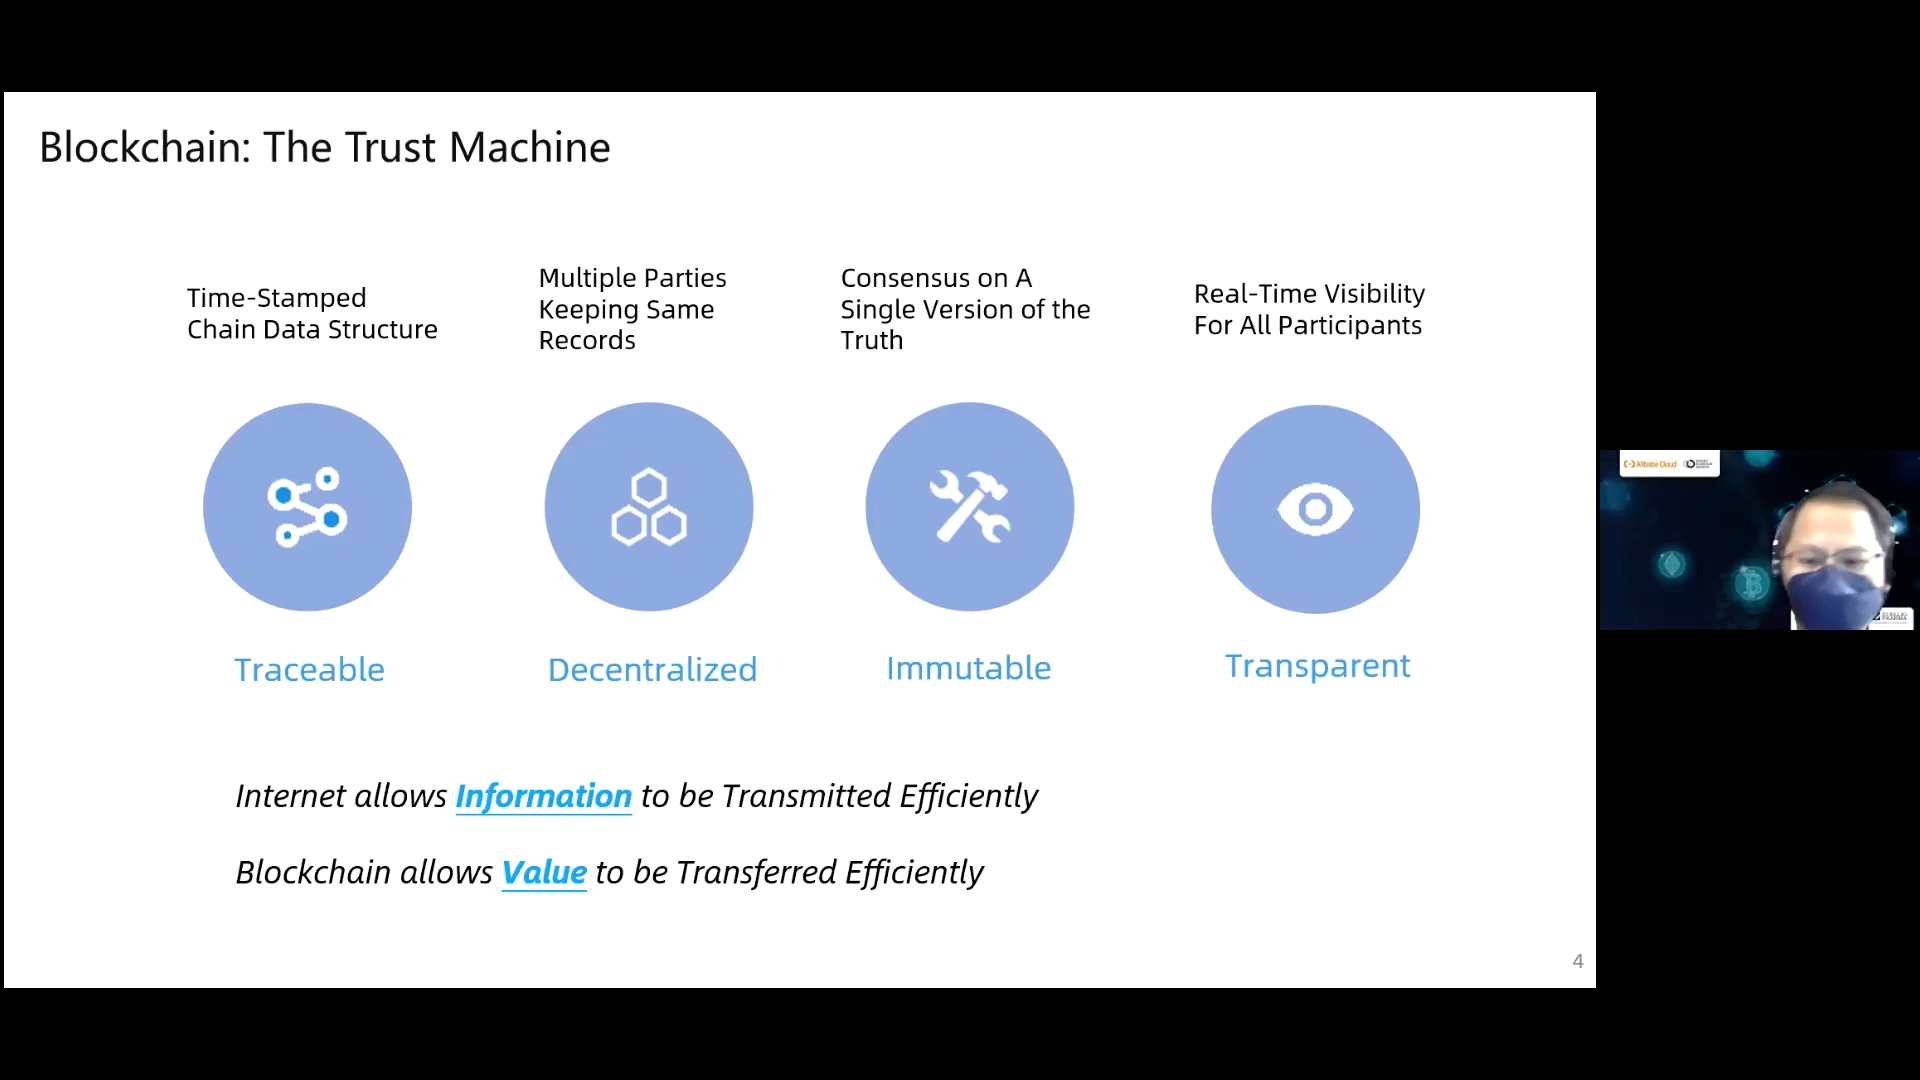 Blockchain: The Trust Machine
Time-Stamped
Chain Data Structure
Multiple Parties
Keeping Same
Records
Consensus on A
Single Version of the
Truth
Real-Time Visibility
For All Participants
Traceable
Decentralized
Immutable
Transparent
Internet allows Information to be Transmitted Efficiently
Blockchain allows Value to be Transferred Efficiently
4
Alibaba Cloud